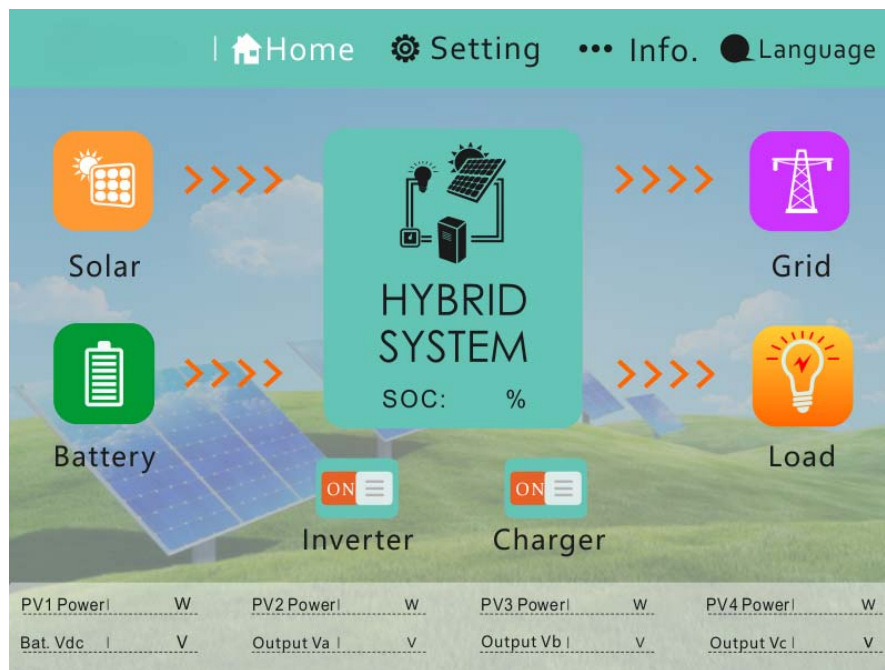 Home Setting Info. Language
Solar
Grid
HYBRID
SYSTEM
SOC: %
Battery
Load
ON ON
Inverter Charger
PV1 Power W PV2 Power W PV3 Power W PV4 Power W
Bat. Vdc V Output Va V Output Vb V Output Vc V